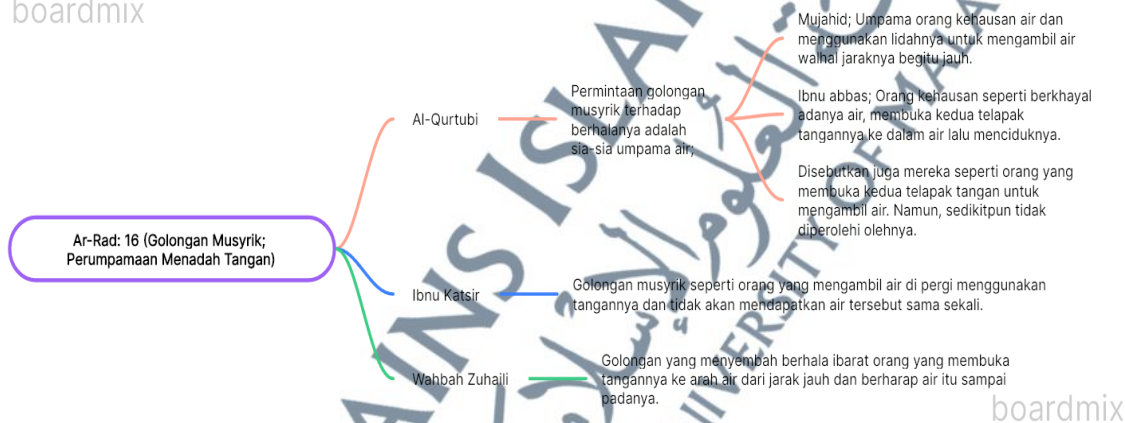 boardmix
Ar-Rad: 16 (Golongan Musyrik;
Perumpamaan Menadah Tangan)
Al-Qurtubi
Permintaan golongan
musyrik terhadap
berhalanya adalah
sia-sia umpama air;
Mujahid; Umpama orang kehausan air dan
menggunakan lidahnya untuk mengambil air
walhal jaraknya begitu jauh.
Ibnu abbas; Orang kehausan seperti berkhayal
adanya air, membuka kedua telapak
tangannya ke dalam air lalu menciduknya.
Disebutkan juga mereka seperti orang yang
membuka kedua telapak tangan untuk
mengambil air. Namun, sedikitpun tidak
diperolehi olehnya.
Ibnu Katsir
Golongan musyrik seperti orang yang mengambil air di pergi menggunakan
tangannya dan tidak akan mendapatkan air tersebut sama sekali.
Wahbah Zuhaili
Golongan yang menyembah berhala ibarat orang yang membuka
tangannya ke arah air dari jarak jauh dan berharap air itu sampai
padanya.
boardmix